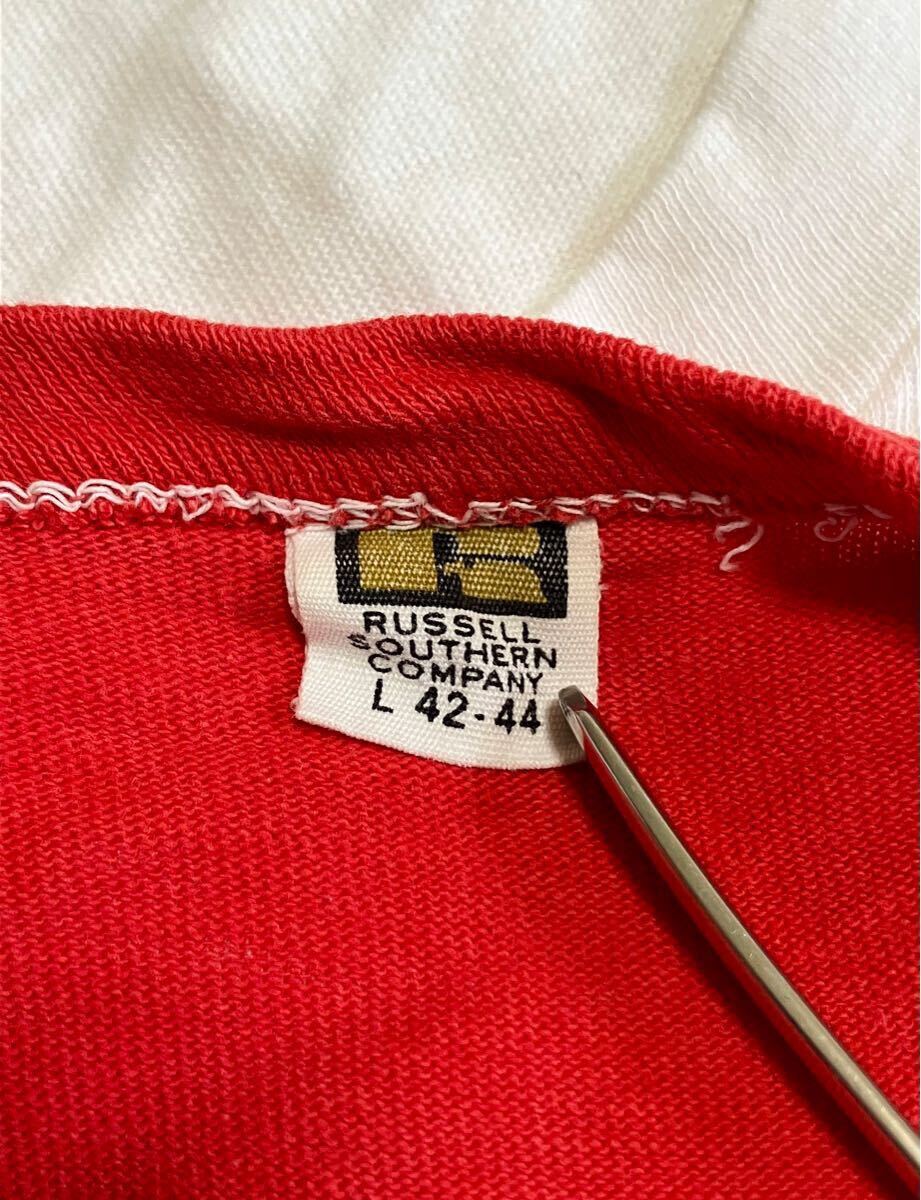 RUSSELL
SOUTHERN
COMPANY
L 42-44